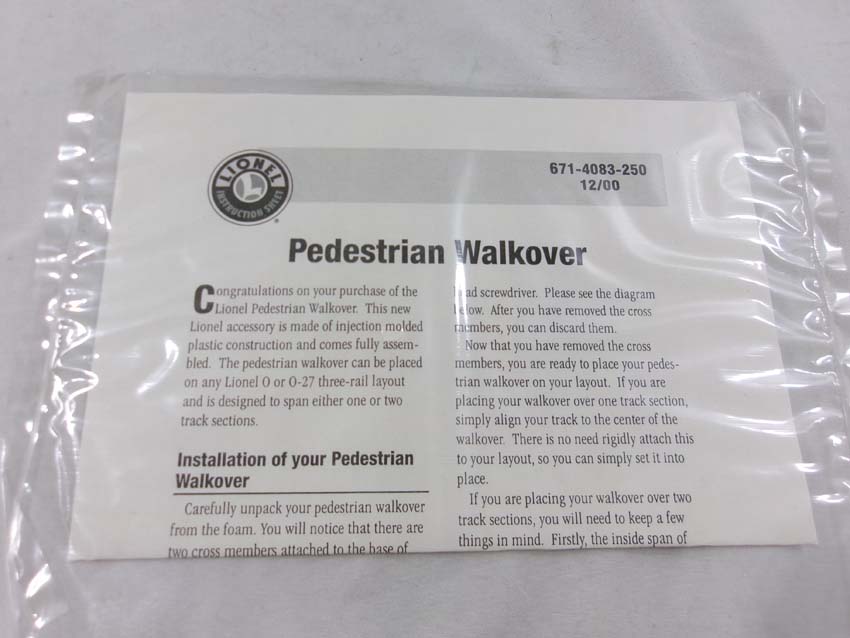 LIONEL
INSTRUCTION SHEET
671-4083-250
12/00
Pedestrian Walkover
Congratulations on your purchase of the
Lionel Pedestrian Walkover. This new
Lionel accessory is made of injection molded
plastic construction and comes fully assem-
bled. The pedestrian walkover can be placed
on any Lionel O or O-27 three-rail layout
and is designed to span either one or two
track sections.
Installation of your Pedestrian
Walkover
Carefully unpack your pedestrian walkover
from the foam. You will notice that there are
two cross members attached to the base of
screwdriver. Please see the diagram
below. After you have removed the cross
members, you can discard them.
Now that you have removed the cross
members, you are ready to place your pedes-
trian walkover on your layout. If you are
placing your walkover over one track section,
simply align your track to the center of the
walkover. There is no need rigidly attach this
to your layout, so you can simply set it into
place.
If you are placing your walkover over two
track sections, you will need to keep a few
things in mind. Firstly, the inside span of